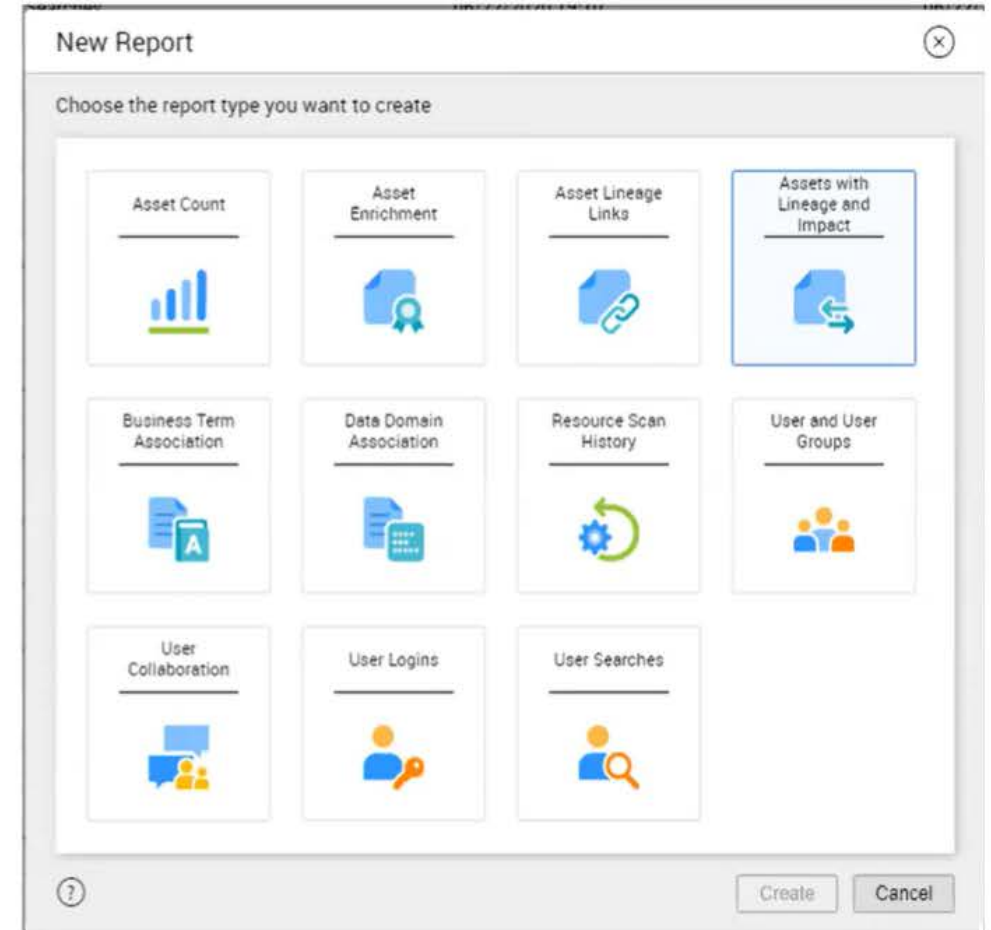 New Report
Choose the report type you want to create
Asset Count
Asset
Enrichment
Asset Lineage
Links
Assets with
Lineage and
Impact
Business Term
Association
A
Data Domain
Association
Resource Scan
History
User and User
Groups
User
Collaboration
User Logins
User Searches
?
Create
Cancel